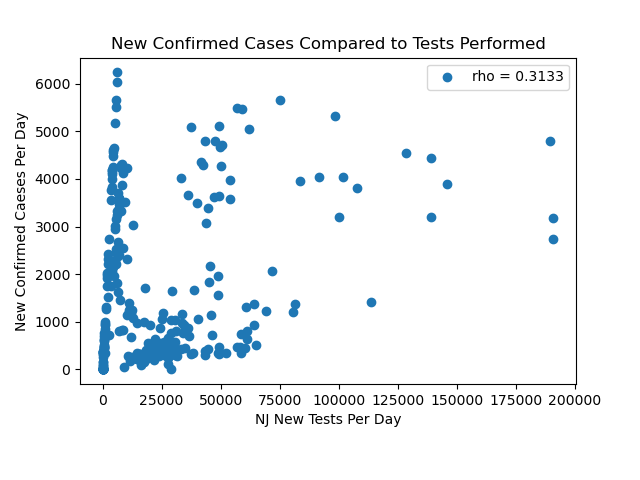 New Confirmed Cases Compared to Tests Performed
rho = 0.3133
6000
5000
4000
3000
2000
1000
0
New Confirmed Caeses Per Day
0 25000 50000 75000 100000 125000 150000 175000 200000
NJ New Tests Per Day